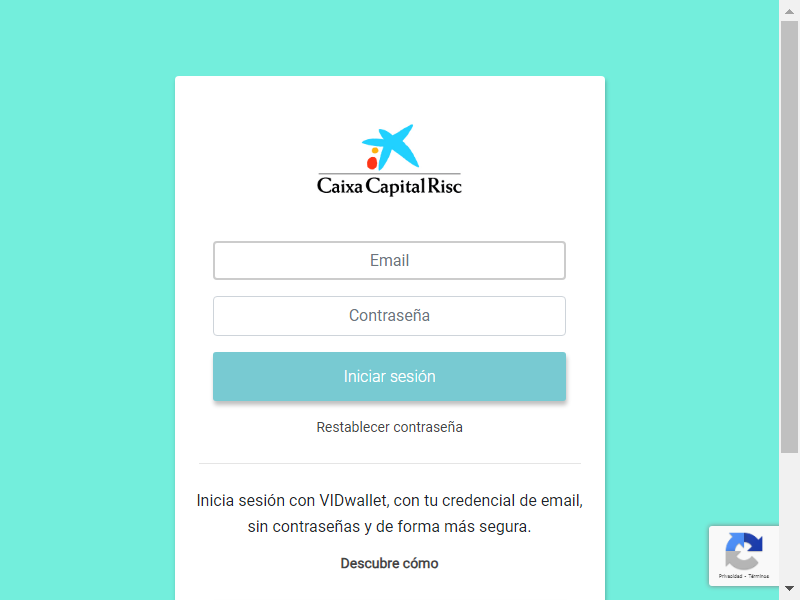 Caixa Capital Risc
Email
Contraseña
Iniciar sesión
Restablecer contraseña
Inicia sesión con VIDwallet, con tu credencial de email,
sin contraseñas y de forma más segura.
Descubre cómo
Privacidad - Términos